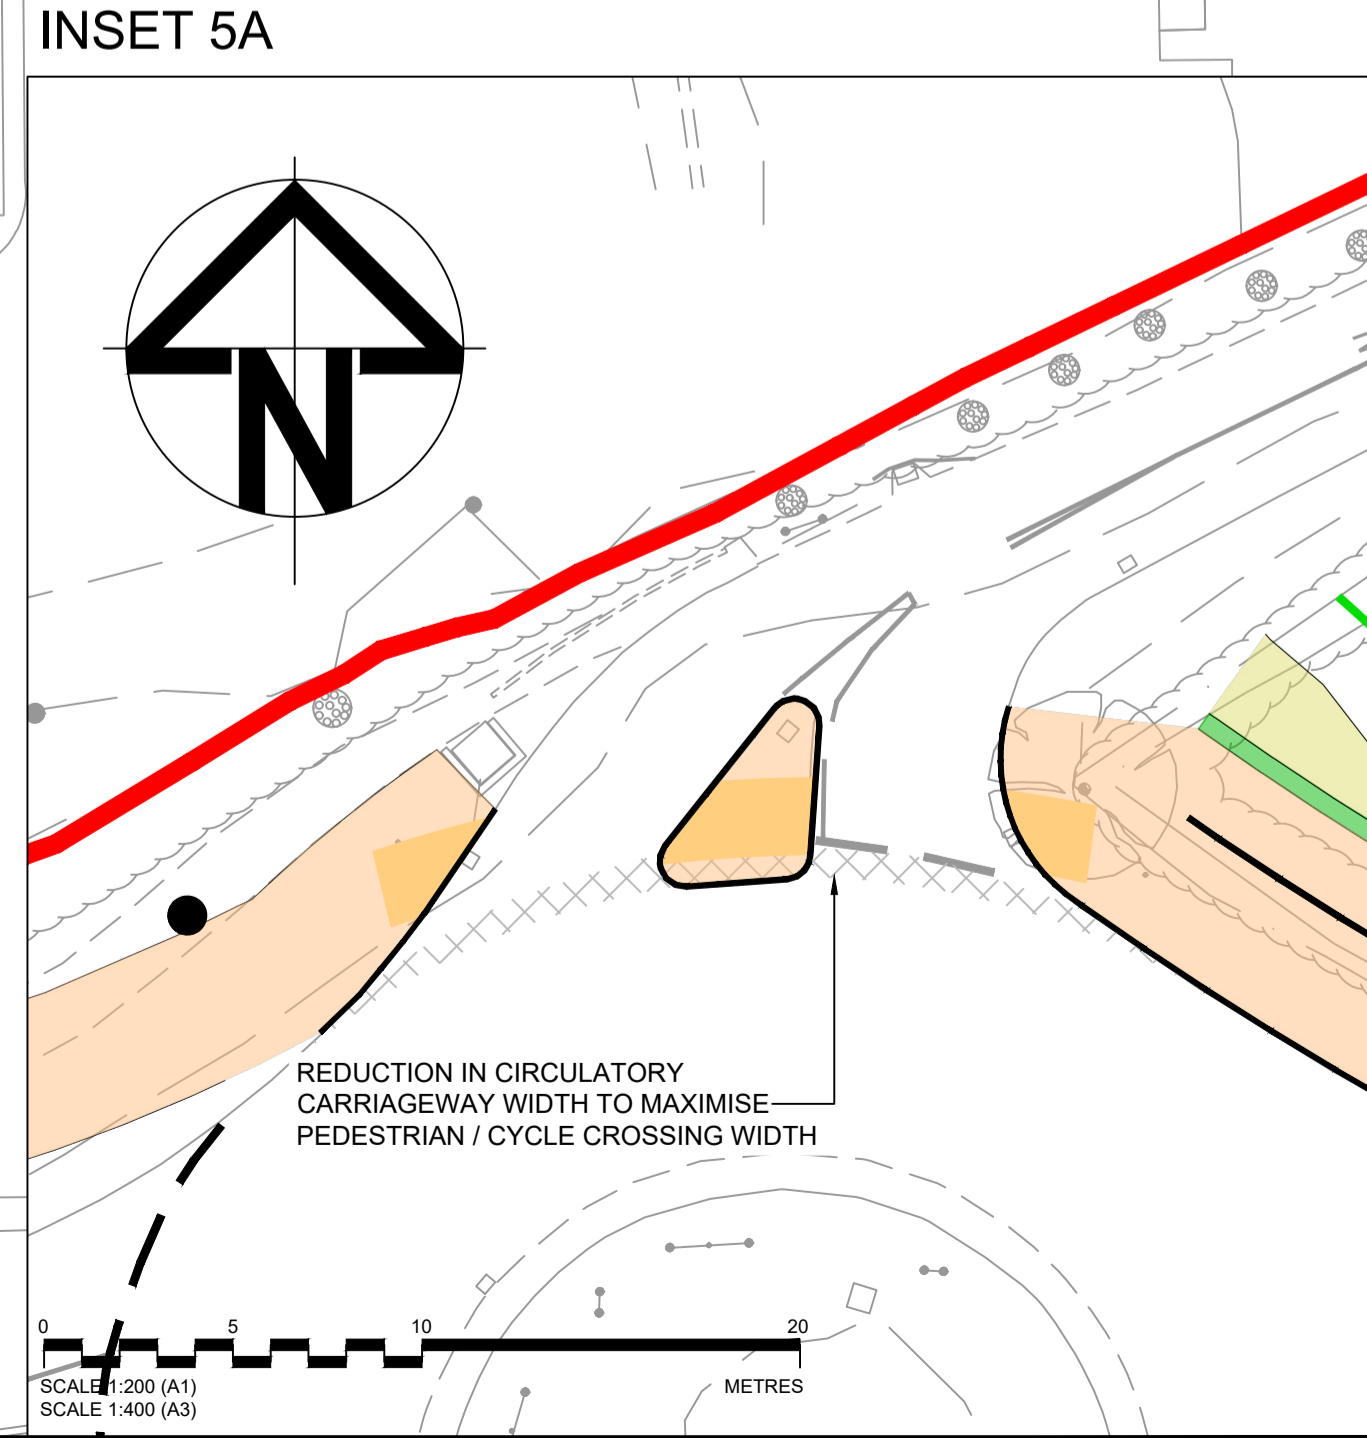 INSET 5A
N
REDUCTION IN CIRCULATORY
CARRIAGEWAY WIDTH TO MAXIMISE
PEDESTRIAN / CYCLE CROSSING WIDTH
0 5 10 20
SCALE 1:200 (A1) METRES
SCALE 1:400 (A3)